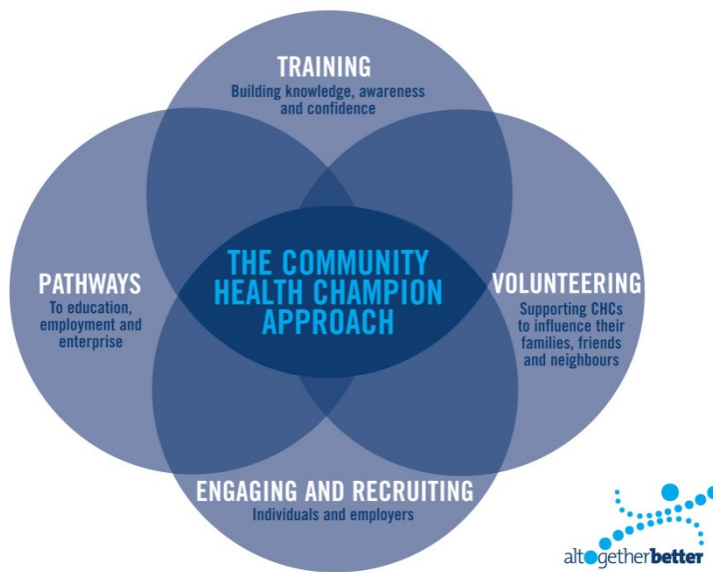 TRAINING
Building knowledge, awareness
and confidence
PATHWAYS
To education,
employment and
enterprise
THE COMMUNITY
HEALTH CHAMPION
APPROACH
VOLUNTEERING
Supporting CHCs
to influence their
families, friends
and neighbours
ENGAGING AND RECRUITING
Individuals and employers
altogetherbetter